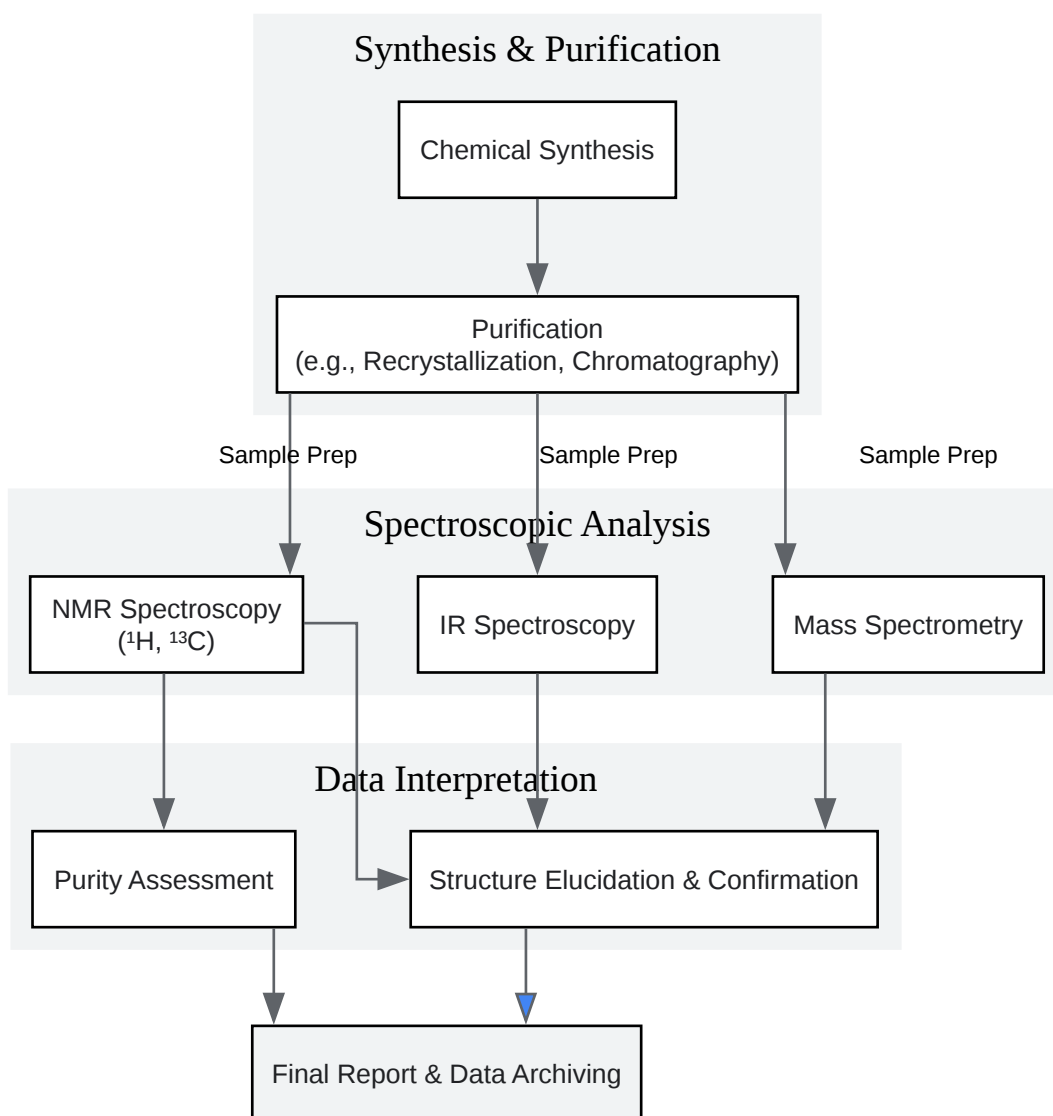 Synthesis & Purification
Chemical Synthesis
Purification
(e.g., Recrystallization, Chromatography)
Sample Prep
Sample Prep
Sample Prep
Spectroscopic Analysis
NMR Spectroscopy
(¹H, ¹³C)
IR Spectroscopy
Mass Spectrometry
Data Interpretation
Purity Assessment
Structure Elucidation & Confirmation
Final Report & Data Archiving